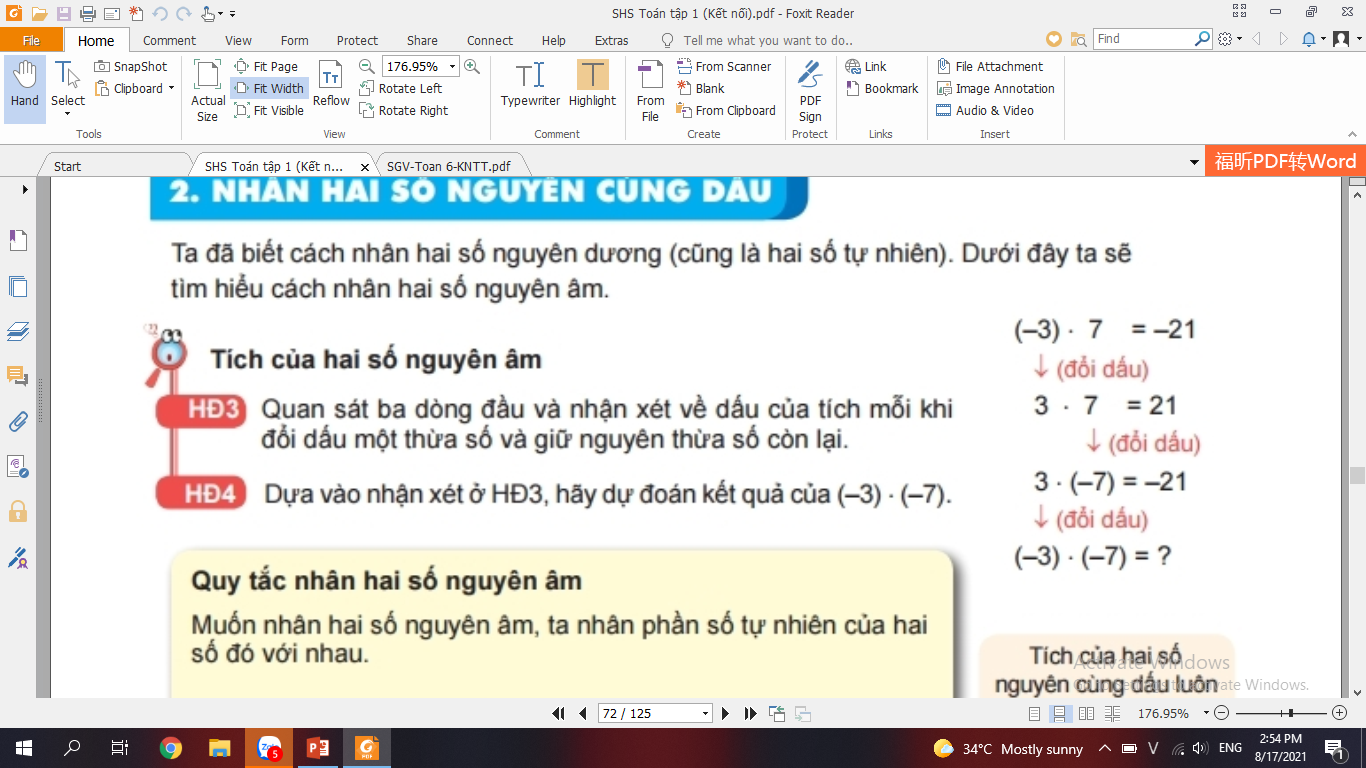 SHS Toán tập 1 (Kết nối).pdf - Foxit Reader
File Home Comment View Form Protect Share Connect Help Extras Tell me what you want to do.. Find
Hand
Select
SnapShot
Clipboard
Tools
Actual Size
Fit Page
Fit Width
Fit Visible
Reflow
176.95%
Rotate Left
Rotate Right
View
Typewriter
Highlight
Comment
From File
From Scanner
Blank
From Clipboard
Create
PDF Sign
Protect
Link
Bookmark
Links
File Attachment
Image Annotation
Audio & Video
Insert
Start SHS Toán tập 1 (Kết n... SGV-Toan 6-KNTT.pdf 福昕PDF转Word
2. NHÂN HAI SỐ NGUYÊN CÙNG DẤU
Ta đã biết cách nhân hai số nguyên dương (cũng là hai số tự nhiên). Dưới đây ta sẽ
tìm hiểu cách nhân hai số nguyên âm.
Tích của hai số nguyên âm
HĐ3 Quan sát ba dòng đầu và nhận xét về dấu của tích mỗi khi
đổi dấu một thừa số và giữ nguyên thừa số còn lại.
HĐ4 Dựa vào nhận xét ở HĐ3, hãy dự đoán kết quả của (–3) · (–7).
(–3) · 7 = –21
↓ (đổi dấu)
3 · 7 = 21
↓ (đổi dấu)
3 · (–7) = –21
↓ (đổi dấu)
(–3) · (–7) = ?
Quy tắc nhân hai số nguyên âm
Muốn nhân hai số nguyên âm, ta nhân phần số tự nhiên của hai
số đó với nhau.
Tích của hai số
nguyên cùng dấu luôn
Activate Windows
72 / 125
176.95%
5
34°C Mostly sunny
V
ENG
2:54 PM
8/17/2021
1